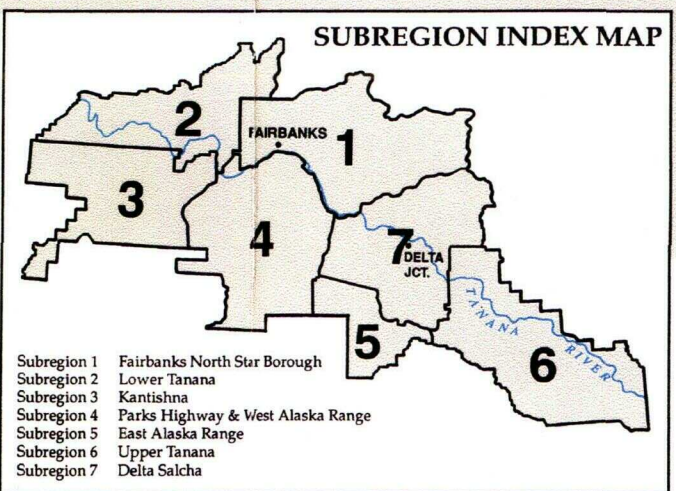 SUBREGION INDEX MAP
2
FAIRBANKS
1
3
4
7
DELTA
JCT.
TANANA RIVER
5
6
Subregion 1 Fairbanks North Star Borough
Subregion 2 Lower Tanana
Subregion 3 Kantishna
Subregion 4 Parks Highway & West Alaska Range
Subregion 5 East Alaska Range
Subregion 6 Upper Tanana
Subregion 7 Delta Salcha